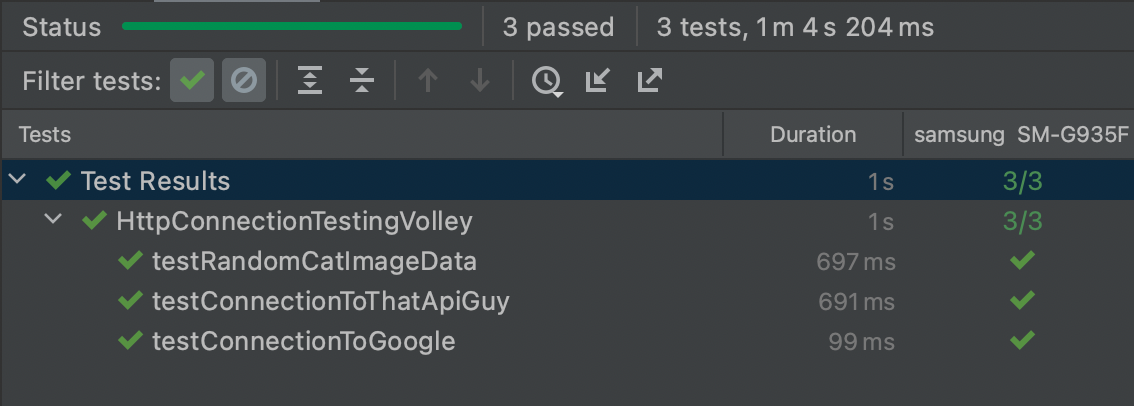 Status 3 passed 3 tests, 1 m 4 s 204 ms
Filter tests:
Tests Duration samsung SM-G935F
Test Results 1 s 3/3
HttpConnectionTestingVolley 1 s 3/3
testRandomCatImageData 697 ms
testConnectionToThatApiGuy 691 ms
testConnectionToGoogle 99 ms